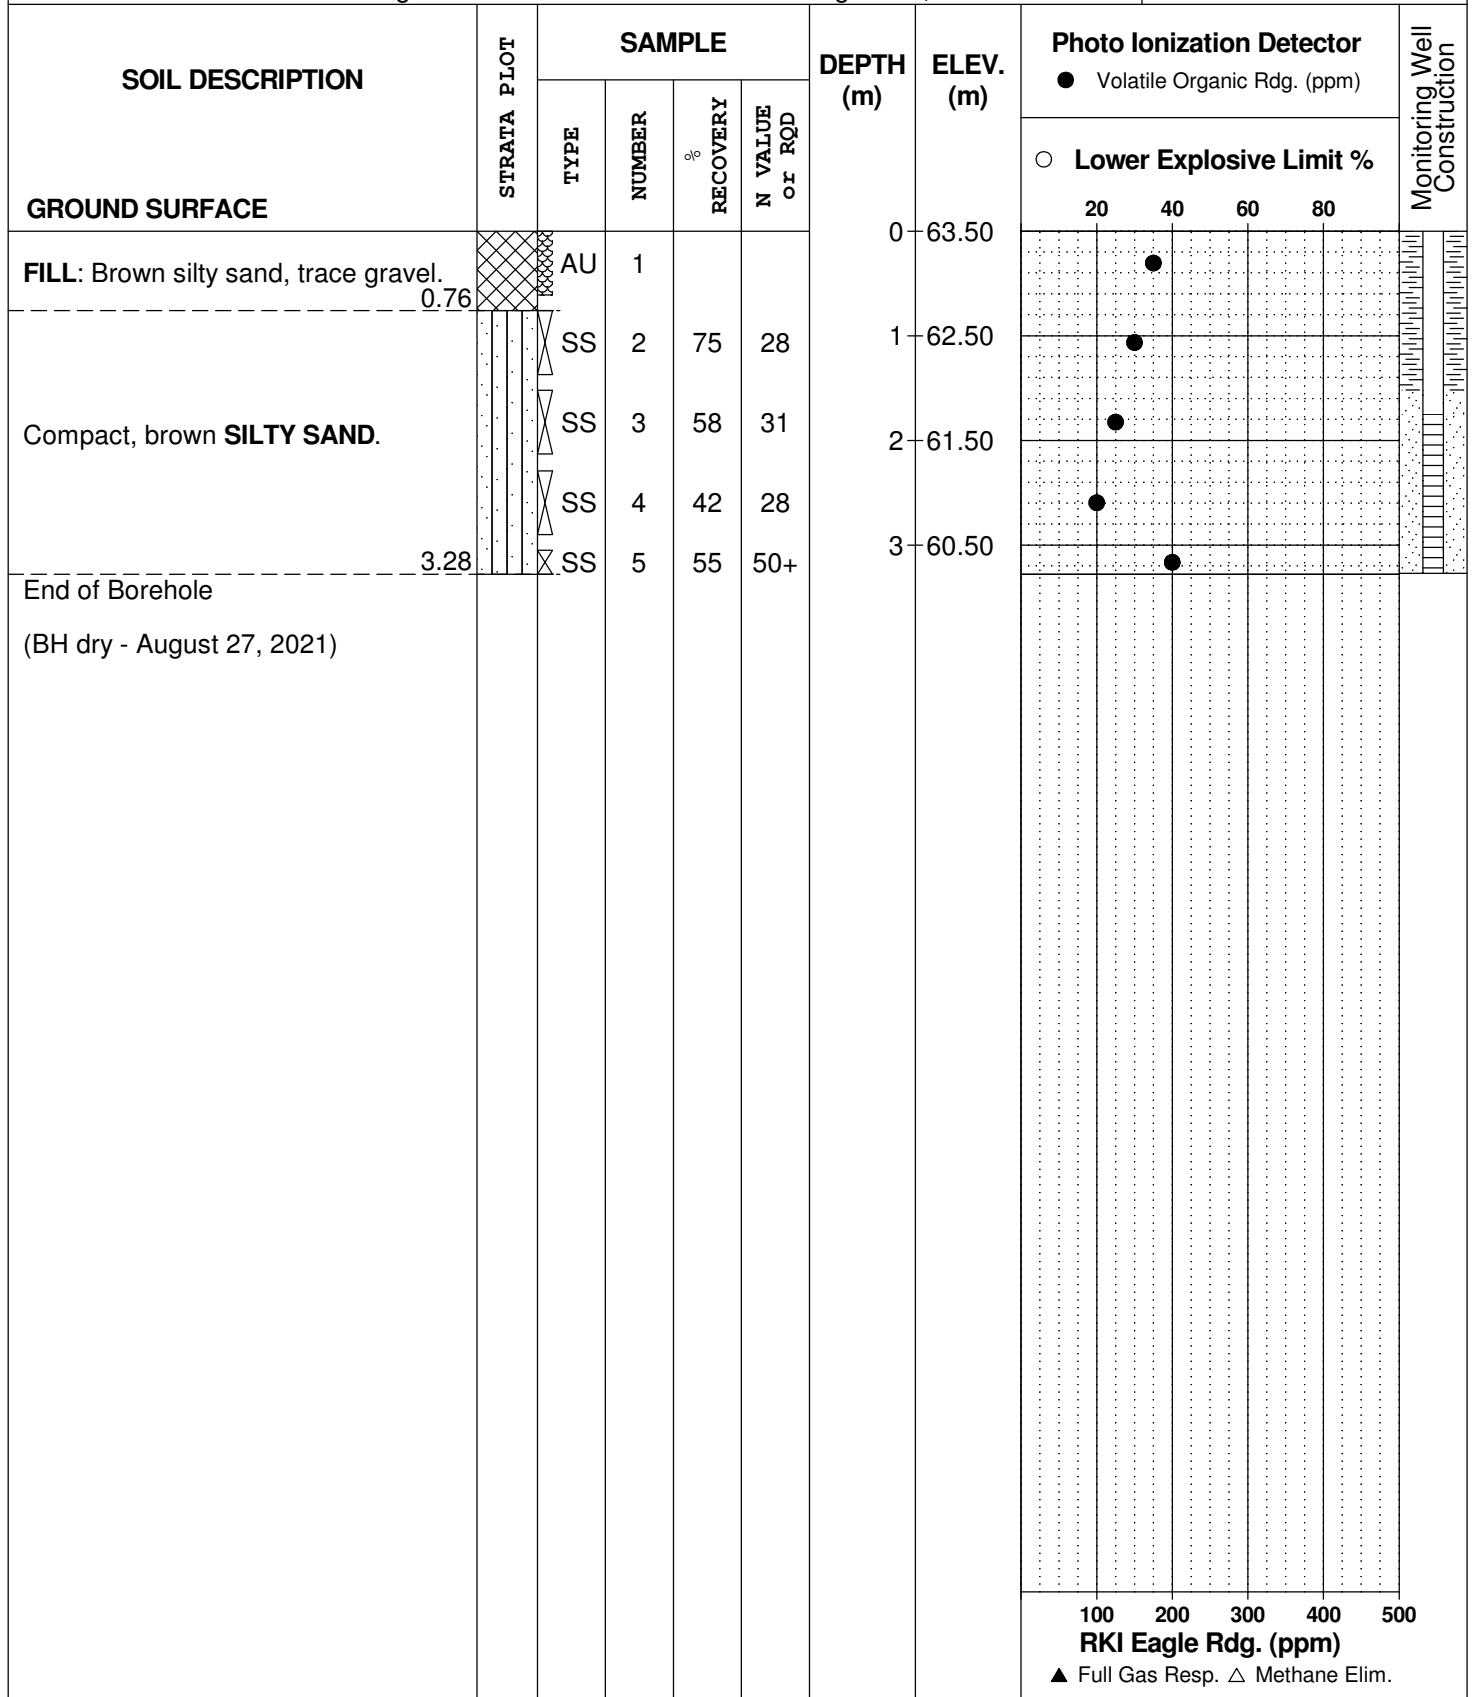 SOIL DESCRIPTION
GROUND SURFACE
STRATA PLOT
SAMPLE
TYPE
NUMBER
%
RECOVERY
N VALUE
or RQD
DEPTH
(m)
ELEV.
(m)
Photo Ionization Detector
● Volatile Organic Rdg. (ppm)
○ Lower Explosive Limit %
20 40 60 80
Monitoring Well
Construction
0 63.50
FILL: Brown silty sand, trace gravel.
0.76
AU 1
SS 2 75 28
1 62.50
Compact, brown SILTY SAND.
SS 3 58 31
2 61.50
SS 4 42 28
3 60.50
3.28
SS 5 55 50+
End of Borehole
(BH dry - August 27, 2021)
100 200 300 400 500
RKI Eagle Rdg. (ppm)
▲ Full Gas Resp. △ Methane Elim.